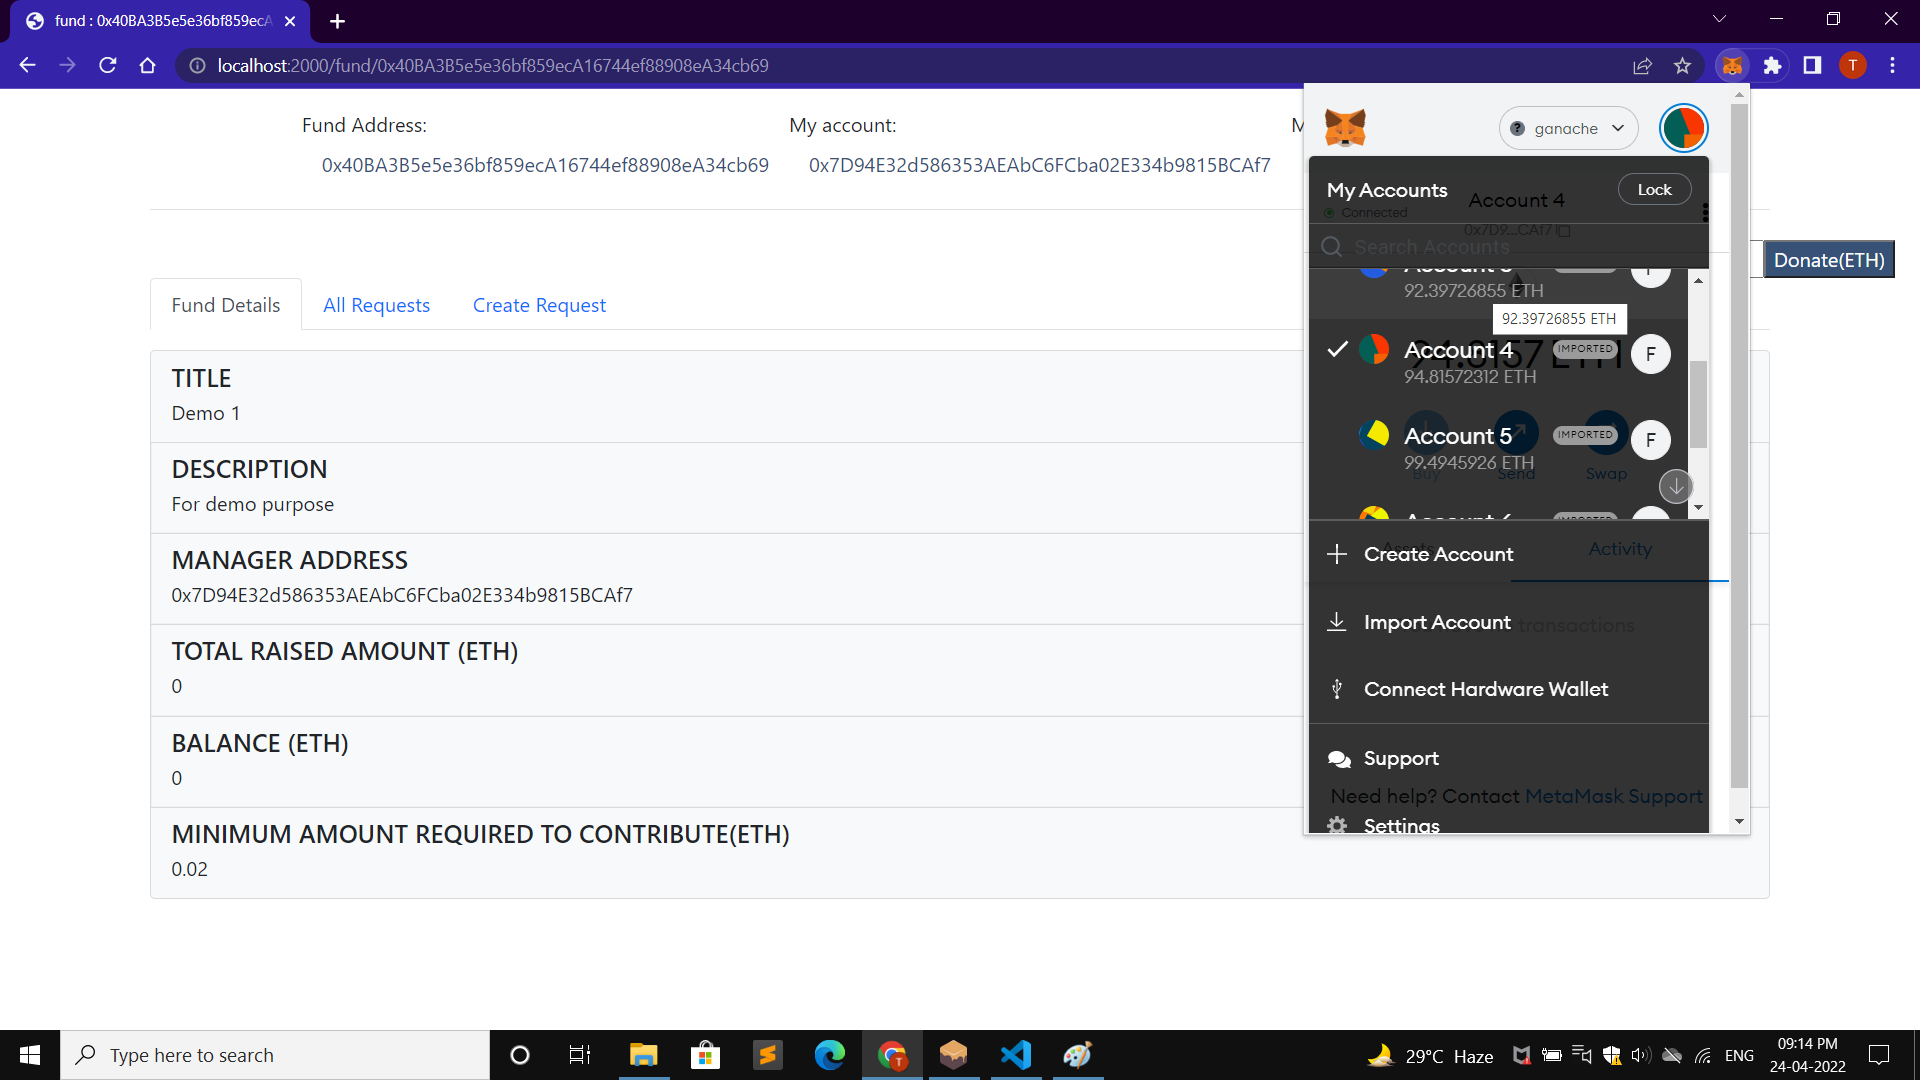 fund : 0x40BA3B5e5e36bf859ecA
localhost:2000/fund/0x40BA3B5e5e36bf859ecA16744ef88908eA34cb69
T
Fund Address:
0x40BA3B5e5e36bf859ecA16744ef88908eA34cb69
My account:
0x7D94E32d586353AEAbC6FCba02E334b9815BCAf7
M
Donate(ETH)
Fund Details
All Requests
Create Request
TITLE
Demo 1
DESCRIPTION
For demo purpose
MANAGER ADDRESS
0x7D94E32d586353AEAbC6FCba02E334b9815BCAf7
TOTAL RAISED AMOUNT (ETH)
0
BALANCE (ETH)
0
MINIMUM AMOUNT REQUIRED TO CONTRIBUTE(ETH)
0.02
ganache
My Accounts
Lock
Account 4
Connected
0x7D9...CAf7
Search Accounts
92.39726855 ETH
92.39726855 ETH
Account 4
IMPORTED
F
94.81572312 ETH
94.8157 ETH
Account 5
IMPORTED
F
99.4945926 ETH
Buy
Send
Swap
Create Account
Activity
Import Account
transactions
Connect Hardware Wallet
Support
Need help? Contact MetaMask Support
Settings
Type here to search
29°C Haze
ENG
09:14 PM
24-04-2022